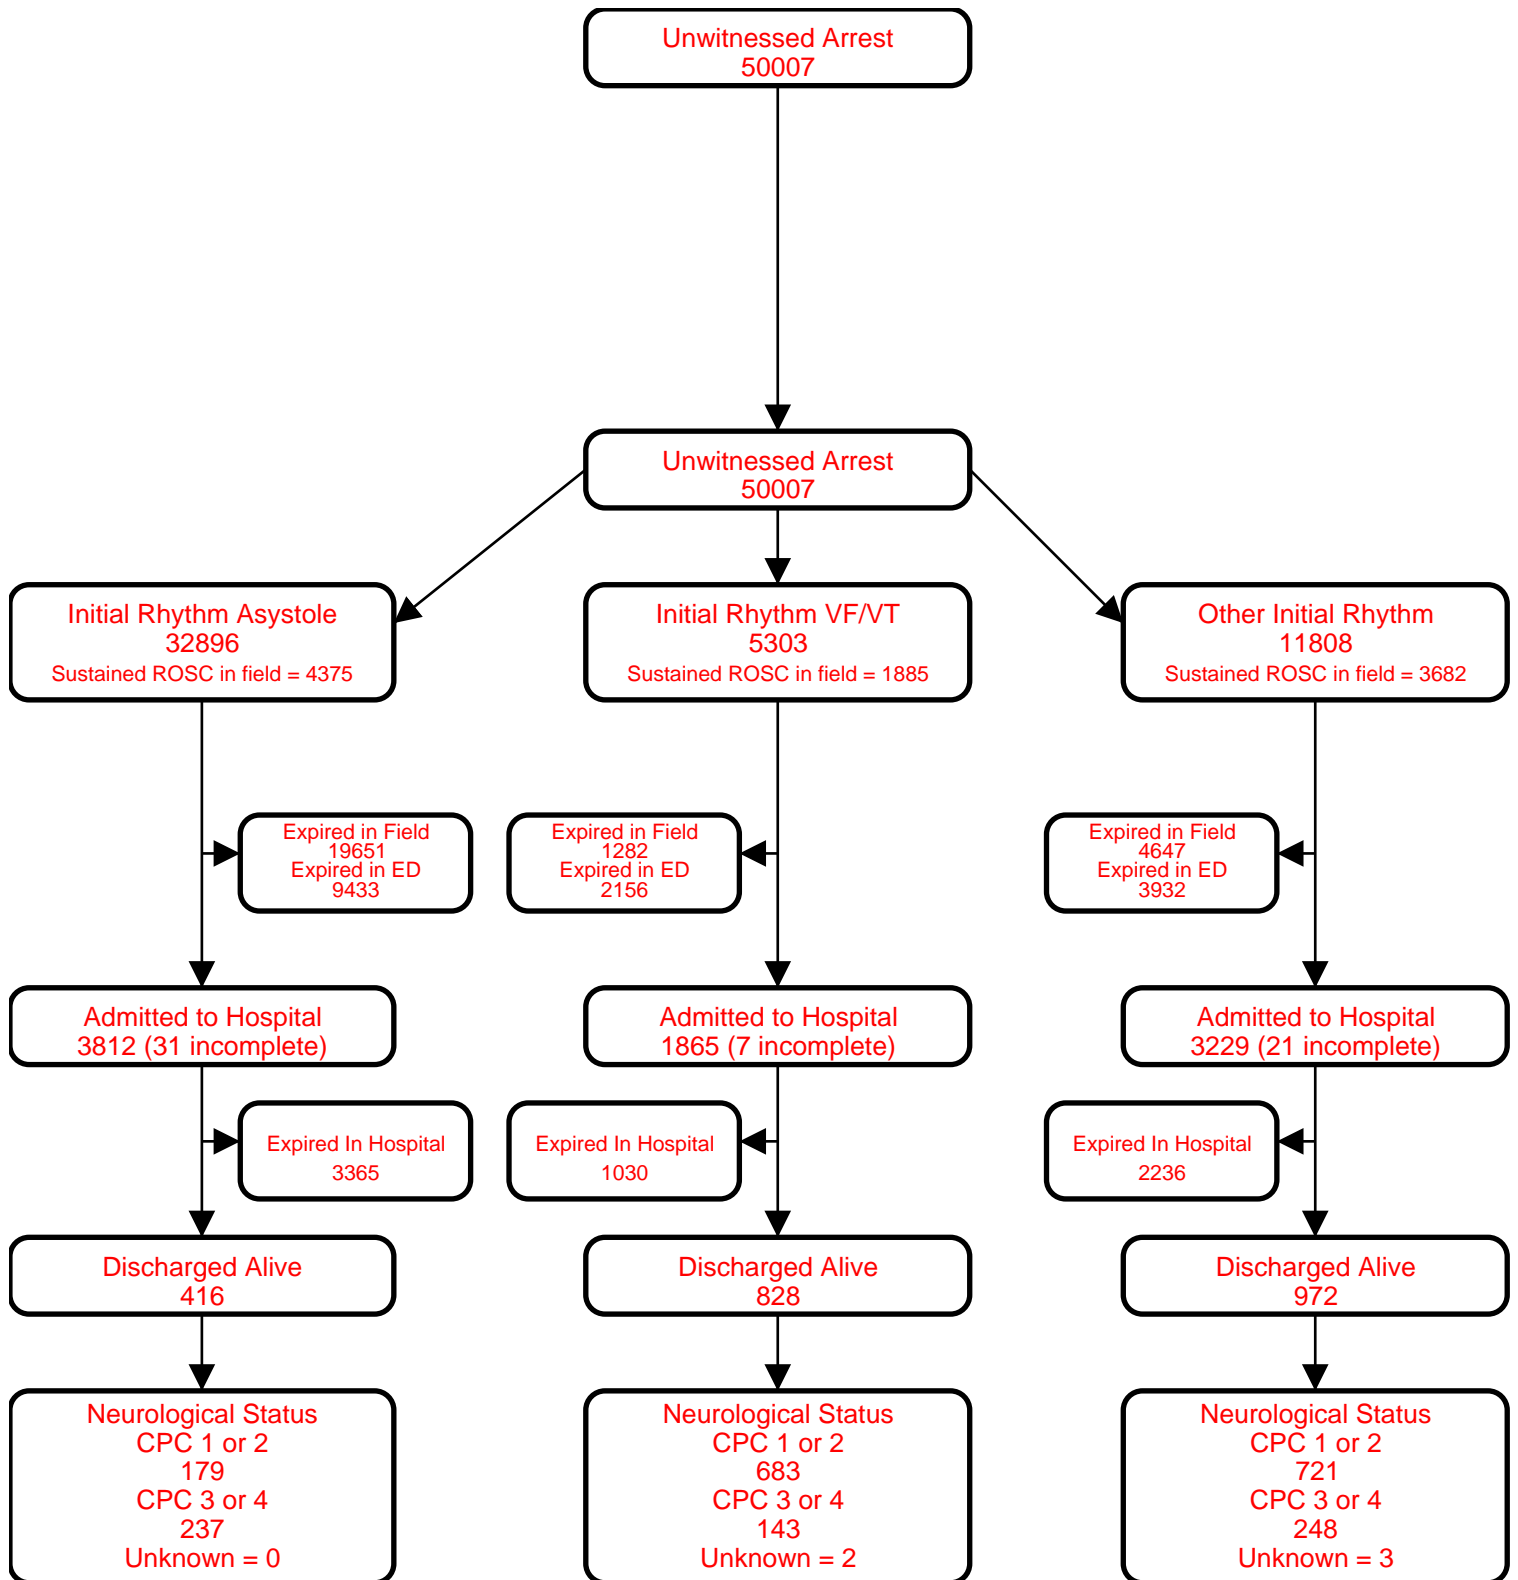 Unwitnessed Arrest
50007
Unwitnessed Arrest
50007
Initial Rhythm Asystole
32896
Sustained ROSC in field = 4375
Initial Rhythm VF/VT
5303
Sustained ROSC in field = 1885
Other Initial Rhythm
11808
Sustained ROSC in field = 3682
Expired in Field
19651
Expired in ED
9433
Expired in Field
1282
Expired in ED
2156
Expired in Field
4647
Expired in ED
3932
Admitted to Hospital
3812 (31 incomplete)
Admitted to Hospital
1865 (7 incomplete)
Admitted to Hospital
3229 (21 incomplete)
Expired In Hospital
3365
Expired In Hospital
1030
Expired In Hospital
2236
Discharged Alive
416
Discharged Alive
828
Discharged Alive
972
Neurological Status
CPC 1 or 2
179
CPC 3 or 4
237
Unknown = 0
Neurological Status
CPC 1 or 2
683
CPC 3 or 4
143
Unknown = 2
Neurological Status
CPC 1 or 2
721
CPC 3 or 4
248
Unknown = 3